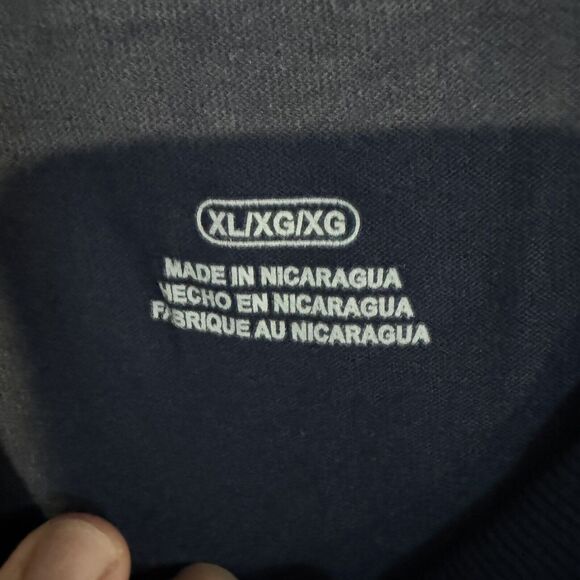 XL/XG/XG
MADE IN NICARAGUA
HECHO EN NICARAGUA
FABRIQUE AU NICARAGUA